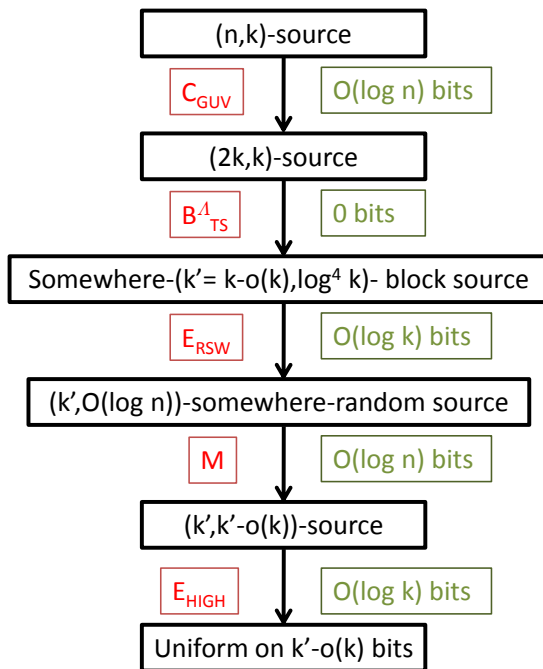 (n,k)-source
C_GUV
O(log n) bits
(2k,k)-source
B^Λ_TS
0 bits
Somewhere-(k'= k-o(k),log⁴ k)- block source
E_RSW
O(log k) bits
(k',O(log n))-somewhere-random source
M
O(log n) bits
(k',k'-o(k))-source
E_HIGH
O(log k) bits
Uniform on k'-o(k) bits